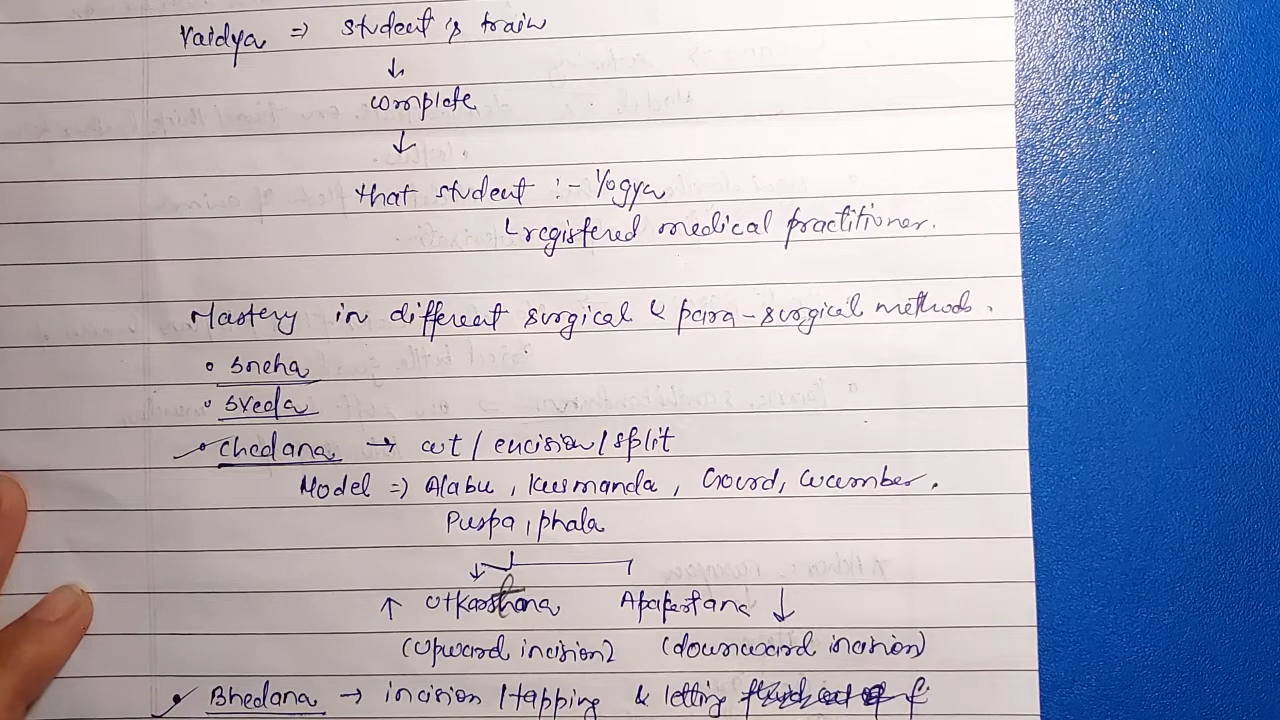 Vaidya ⇒ student is train
↓
complete
↓
that student :- Yogya
registered medical practitioner.
Mastery in different surgical & para-surgical methods.
• Sneha
• Sveda
• Chedana → cut / encision / split
Model ⇒ Alabu, kusmanda, Gourd, Cucumber.
Puspa, phala
↑ Utkarshana Apakartana ↓
(upward incision) (downward incision)
• Bhedana → incision / tapping & letting